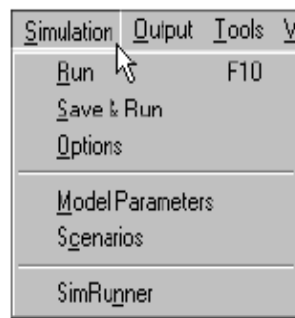 Simulation Output Tools
Run F10
Save & Run
Options
Model Parameters
Scenarios
SimRunner